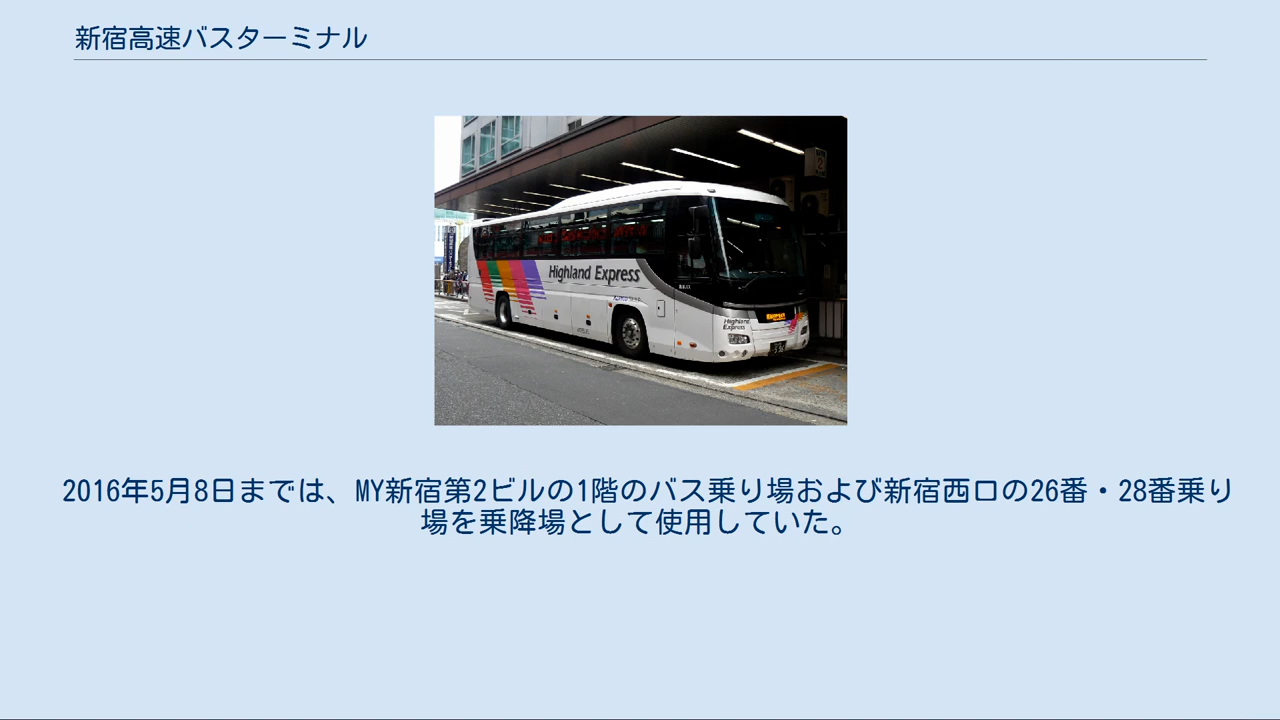 新宿高速バスターミナル
Highland Express
Highland
Express
2016年5月8日までは、MY新宿第2ビルの1階のバス乗り場および新宿西口の26番・28番乗り
場を乗降場として使用していた。